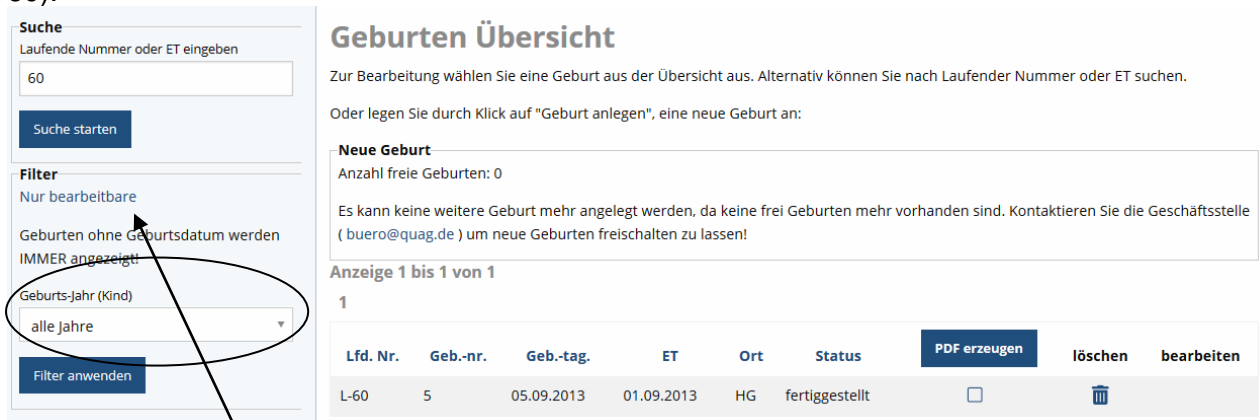 Suche
Laufende Nummer oder ET eingeben
60
Suche starten
Filter
Nur bearbeitbare
Geburten ohne Geburtsdatum werden
IMMER angezeigt!
Geburts-Jahr (Kind)
alle Jahre
Filter anwenden
Geburten Übersicht
Zur Bearbeitung wählen Sie eine Geburt aus der Übersicht aus. Alternativ können Sie nach Laufender Nummer oder ET suchen.
Oder legen Sie durch Klick auf "Geburt anlegen", eine neue Geburt an:
Neue Geburt
Anzahl freie Geburten: 0
Es kann keine weitere Geburt mehr angelegt werden, da keine frei Geburten mehr vorhanden sind. Kontaktieren Sie die Geschäftsstelle
( buero@quag.de ) um neue Geburten freischalten zu lassen!
Anzeige 1 bis 1 von 1
1
Lfd. Nr. Geb.-nr. Geb.-tag. ET Ort Status PDF erzeugen löschen bearbeiten
L-60 5 05.09.2013 01.09.2013 HG fertiggestellt